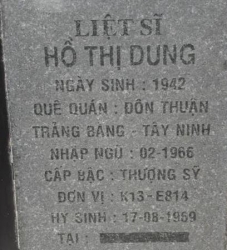 LIỆT SĨ
HỒ THỊ DUNG
NGÀY SINH : 1942
QUÊ QUÁN : ĐÔN THUẬN
TRẢNG BÀNG - TÂY NINH
NHẬP NGŨ : 02-1966
CẤP BẬC : THƯỢNG SỸ
ĐƠN VỊ : K13-E814
HY SINH : 17-08-1969
TẠI :